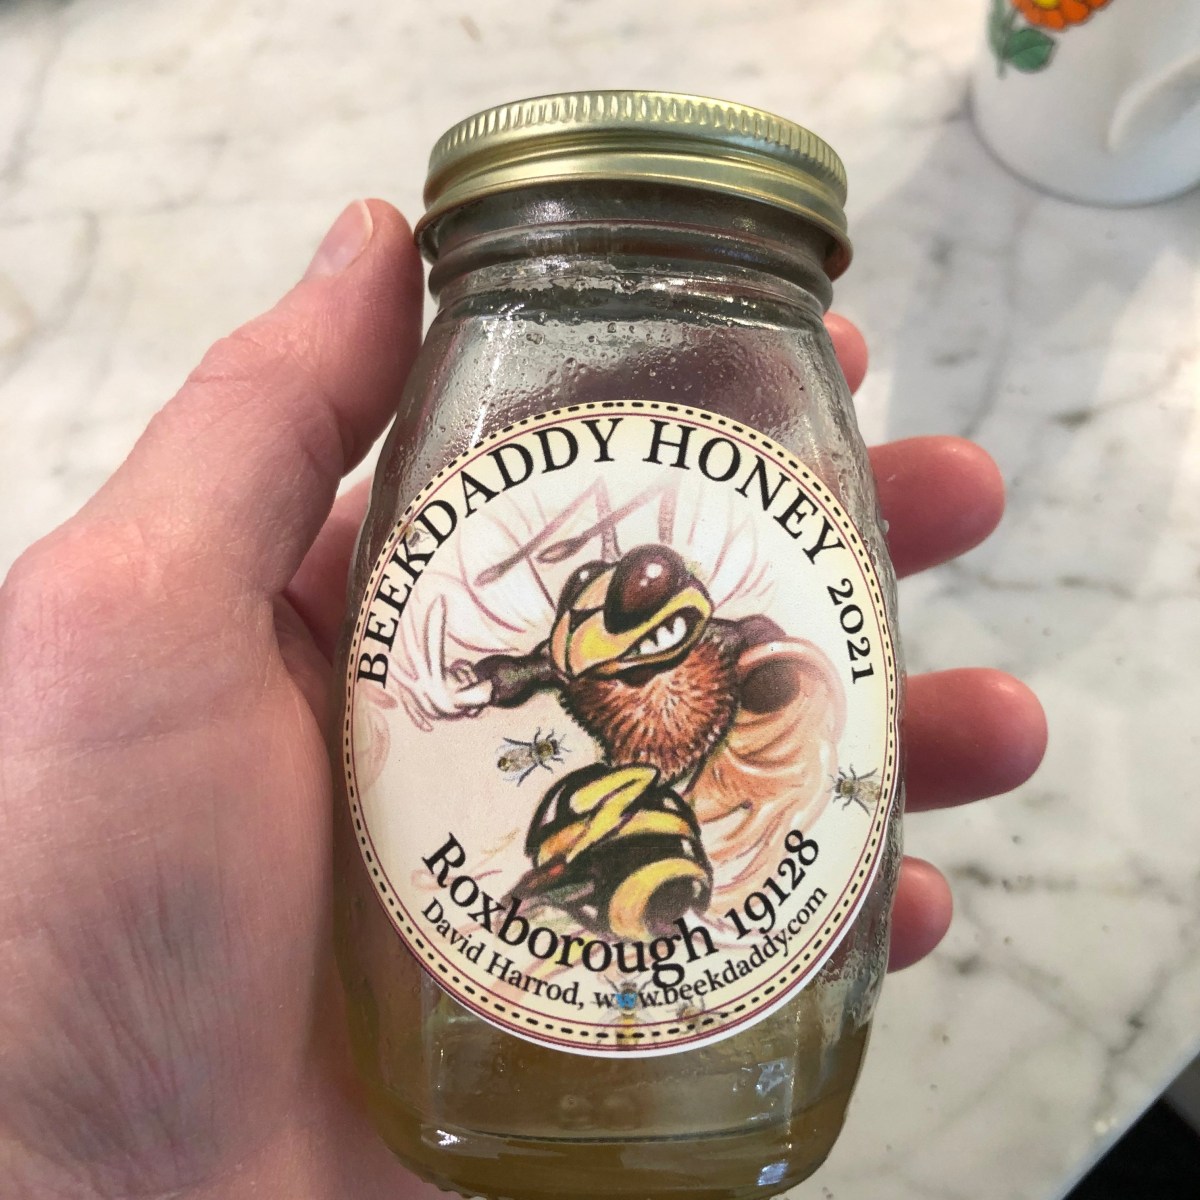 BEEKDADDY HONEY 2021
Roxborough 19128
David Harrod, www.beekdaddy.com